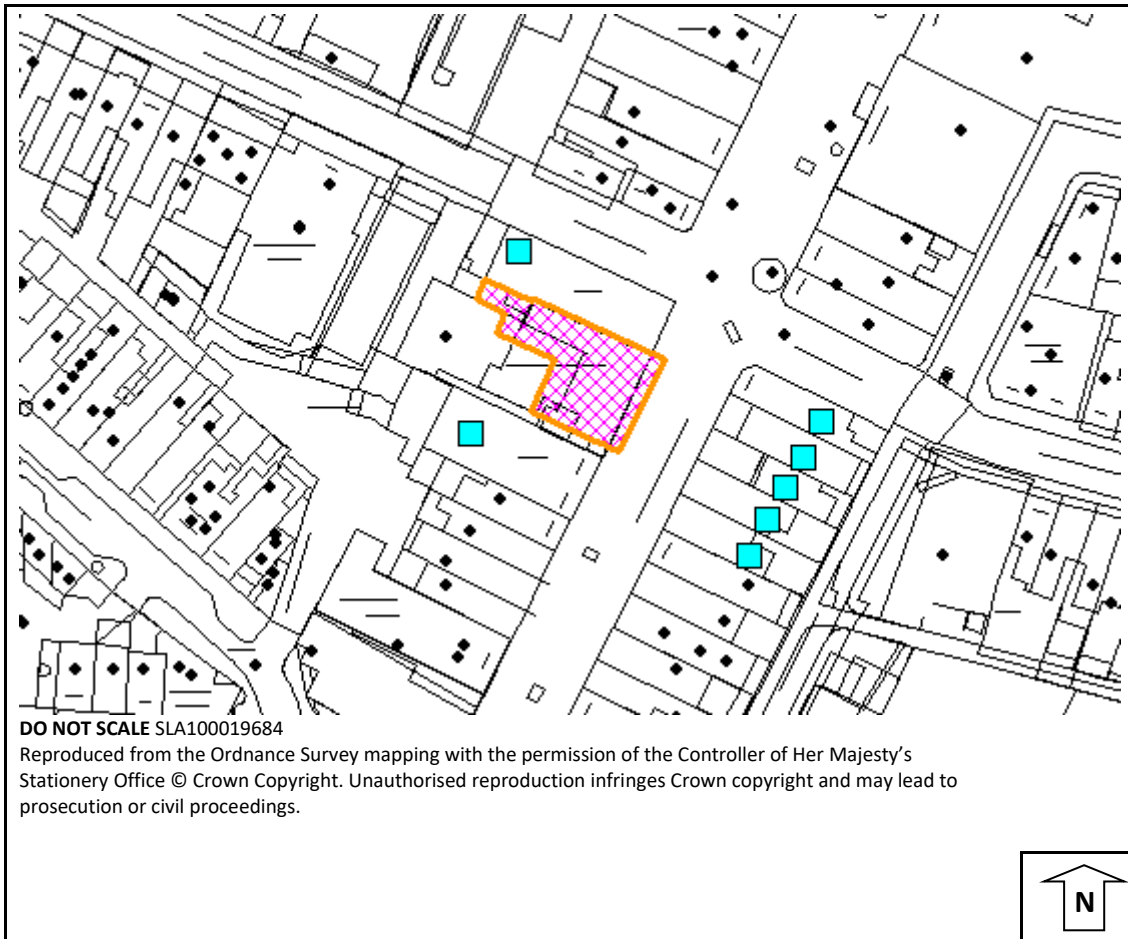 DO NOT SCALE SLA100019684
Reproduced from the Ordnance Survey mapping with the permission of the Controller of Her Majesty’s
Stationery Office © Crown Copyright. Unauthorised reproduction infringes Crown copyright and may lead to
prosecution or civil proceedings.
N